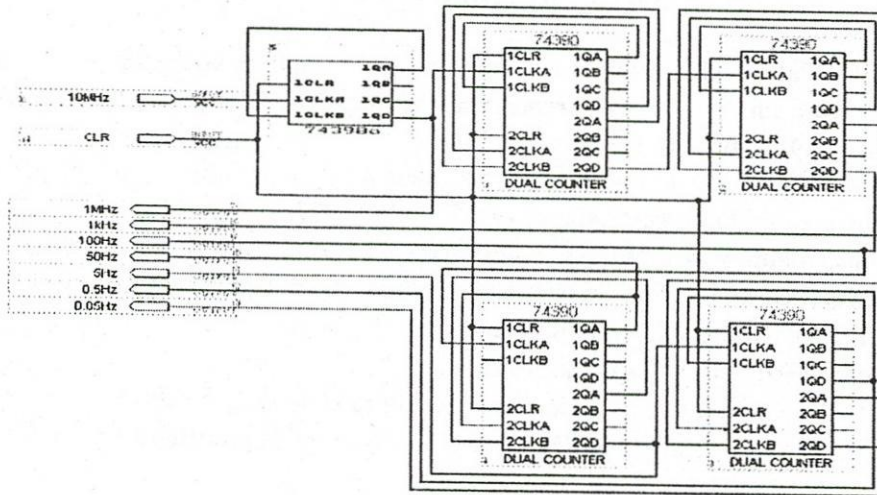 10MHz
CLR
INPUT
VCC
INPUT
VCC
1MHz
1kHz
100Hz
50Hz
5Hz
0.5Hz
0.05Hz
1CLR
1CLKA
1CLKB
1QA
1QB
1QC
1QD
74390
1CLR
1CLKA
1CLKB
2CLR
2CLKA
2CLKB
1QA
1QB
1QC
1QD
2QA
2QB
2QC
2QD
DUAL COUNTER
74390
1CLR
1CLKA
1CLKB
2CLR
2CLKA
2CLKB
1QA
1QB
1QC
1QD
2QA
2QB
2QC
2QD
DUAL COUNTER
74390
1CLR
1CLKA
1CLKB
2CLR
2CLKA
2CLKB
1QA
1QB
1QC
1QD
2QA
2QB
2QC
2QD
DUAL COUNTER
74390
1CLR
1CLKA
1CLKB
2CLR
2CLKA
2CLKB
1QA
1QB
1QC
1QD
2QA
2QB
2QC
2QD
DUAL COUNTER